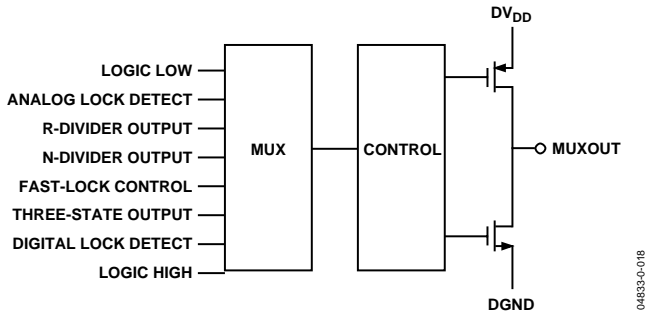 DVDD
LOGIC LOW
ANALOG LOCK DETECT
R-DIVIDER OUTPUT
N-DIVIDER OUTPUT
FAST-LOCK CONTROL
THREE-STATE OUTPUT
DIGITAL LOCK DETECT
LOGIC HIGH
MUX
CONTROL
MUXOUT
DGND
04833-0-018